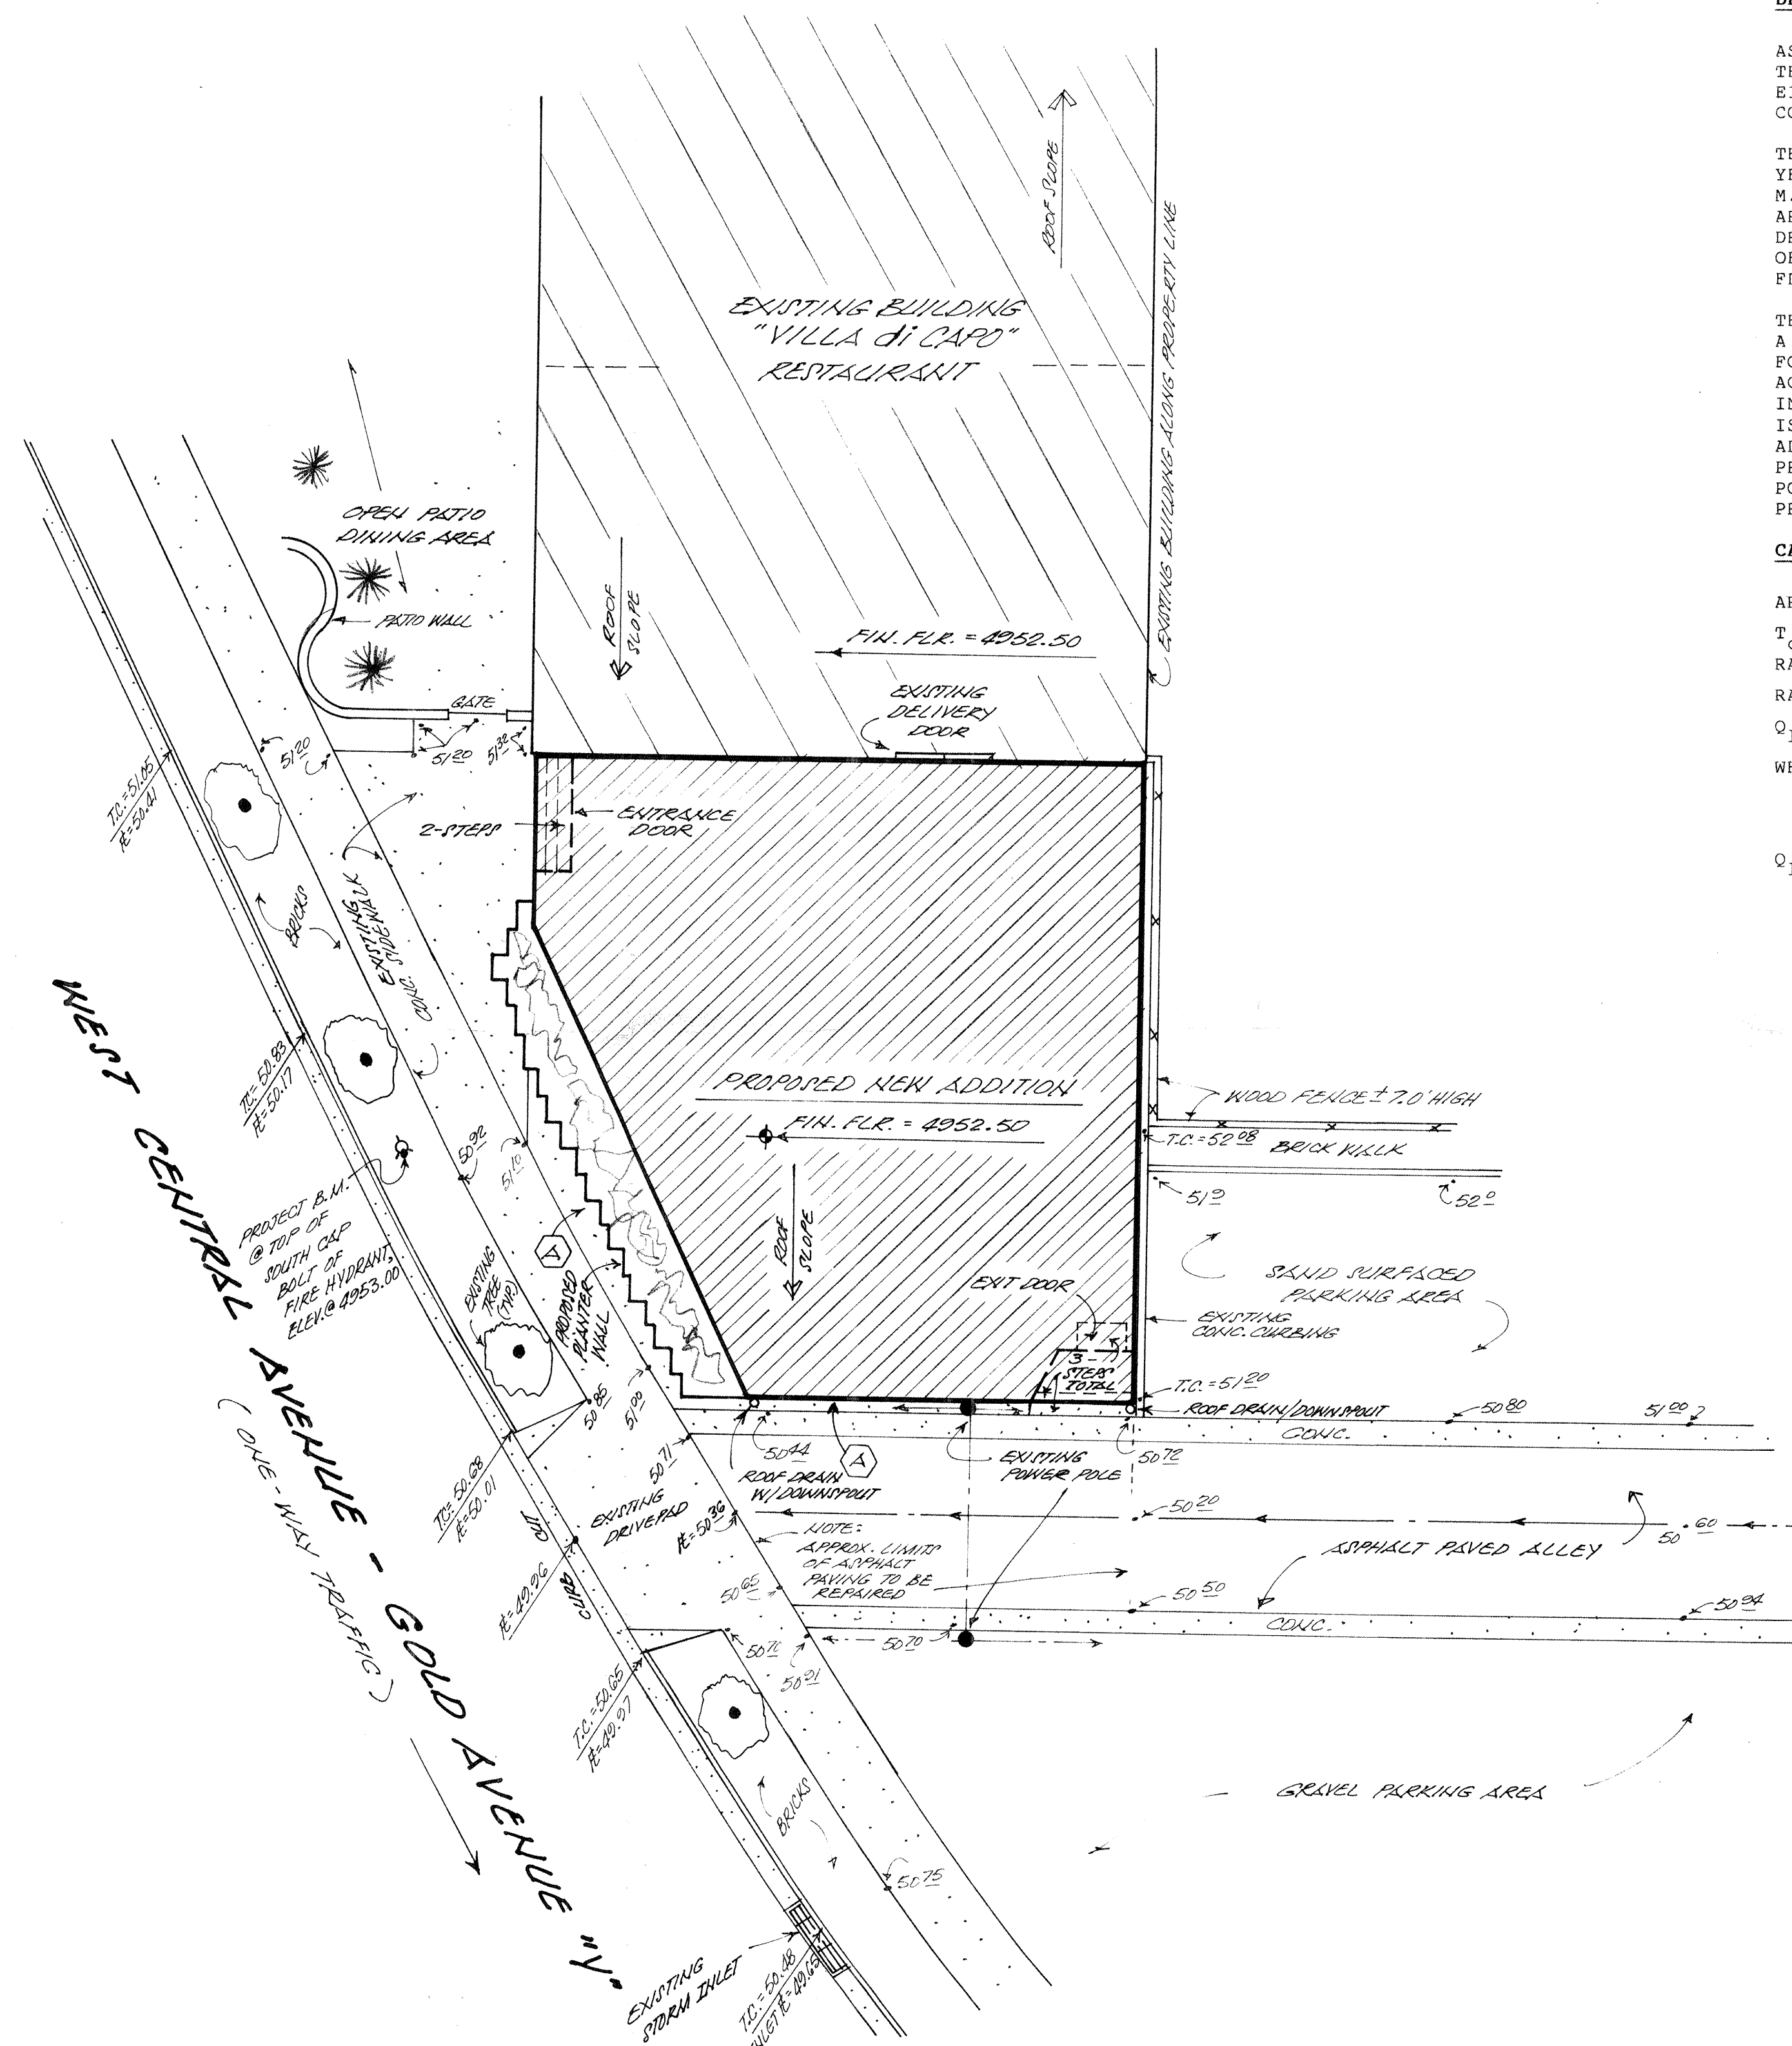 ROOF SLOPE
EXISTING BUILDING ALONG PROPERTY LINE
EXISTING BUILDING
"VILLA di CAPO"
RESTAURANT
OPEN PATIO
DINING AREA
PATIO WALL
ROOF
SLOPE
FIN. FLR. = 4952.50
EXISTING
DELIVERY
DOOR
GATE
51 20
51 20
51 32
T.C.=51.05
FL=50.41
2-STEPS
ENTRANCE
DOOR
BRICKS
EXISTING
CONC. SIDEWALK
T.C.=50.83
FL=50.17
PROPOSED NEW ADDITION
FIN. FLR. = 4952.50
WOOD FENCE ± 7.0' HIGH
T.C.=52 08
BRICK WALK
51 9
52 0
50 92
51 10
PROJECT B.M.
@ TOP OF
SOUTH CAP
BOLT OF
FIRE HYDRANT,
ELEV.@ 4953.00
EXISTING
TREE
(TYP.)
A
PROPOSED
PLANTER
WALL
ROOF
SLOPE
SAND SURFACED
PARKING AREA
EXIT DOOR
EXISTING
CONC. CURBING
3-
STEPS
TOTAL
T.C.=51 20
ROOF DRAIN/DOWNSPOUT
50 80
51 00
CONC.
50 85
51 00
50 71
50 44
ROOF DRAIN
W/DOWNSPOUT
A
EXISTING
POWER POLE
50 72
T.C.=50.68
FL=50.01
CUT
CURB
EXISTING
DRIVEPAD
FL=50 36
NOTE:
APPROX. LIMITS
OF ASPHALT
PAVING TO BE
REPAIRED
50 20
50.60
ASPHALT PAVED ALLEY
FL=49.96
50 65
50 50
50 94
CONC.
50 70
50 91
T.C.=50.65
FL=49.97
BRICKS
GRAVEL PARKING AREA
50 75
WEST CENTRAL AVENUE - GOLD AVENUE "Y"
(ONE-WAY TRAFFIC)
EXISTING
STORM INLET
T.C.=50.48
INLET FL=49.65